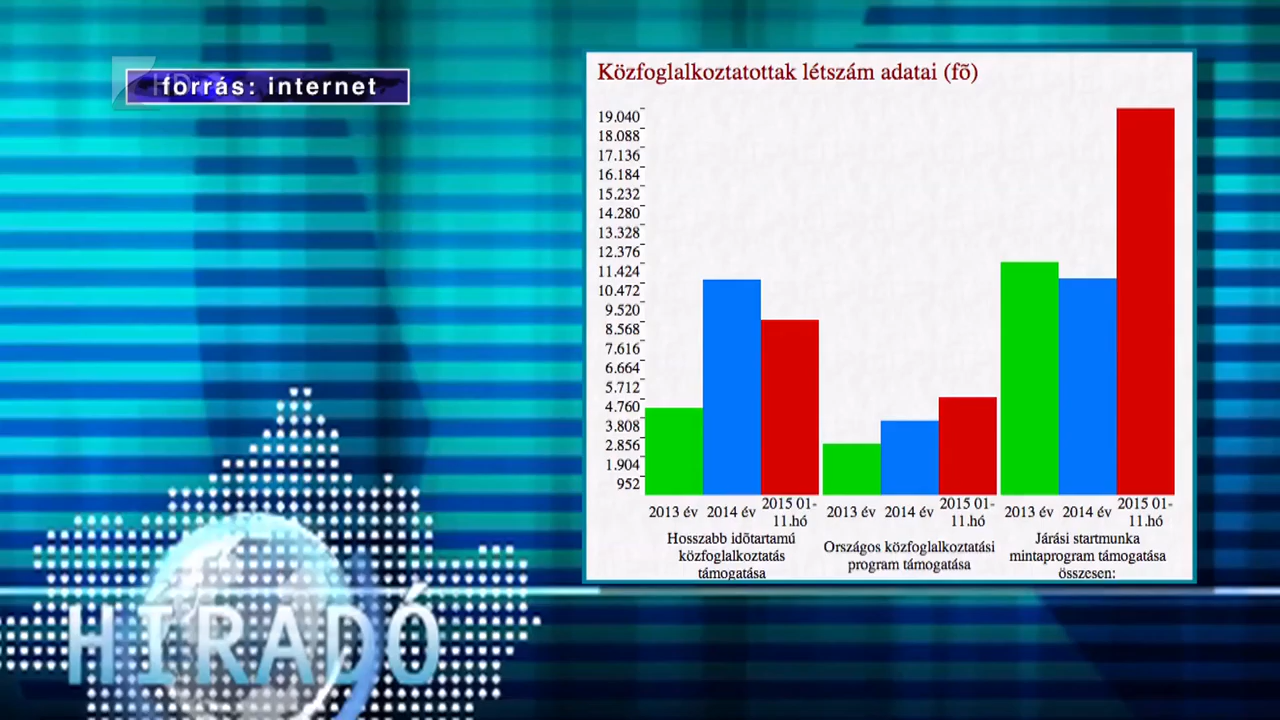 forrás: internet
Közfoglalkoztatottak létszám adatai (fõ)
19.040
18.088
17.136
16.184
15.232
14.280
13.328
12.376
11.424
10.472
9.520
8.568
7.616
6.664
5.712
4.760
3.808
2.856
1.904
952
2013 év 2014 év 2015 01-
11.hó
2013 év 2014 év 2015 01-
11.hó
2013 év 2014 év 2015 01-
11.hó
Hosszabb idõtartamú
közfoglalkoztatás
támogatása
Országos közfoglalkoztatási
program támogatása
Járási startmunka
mintaprogram támogatása
összesen:
HIRADÓ